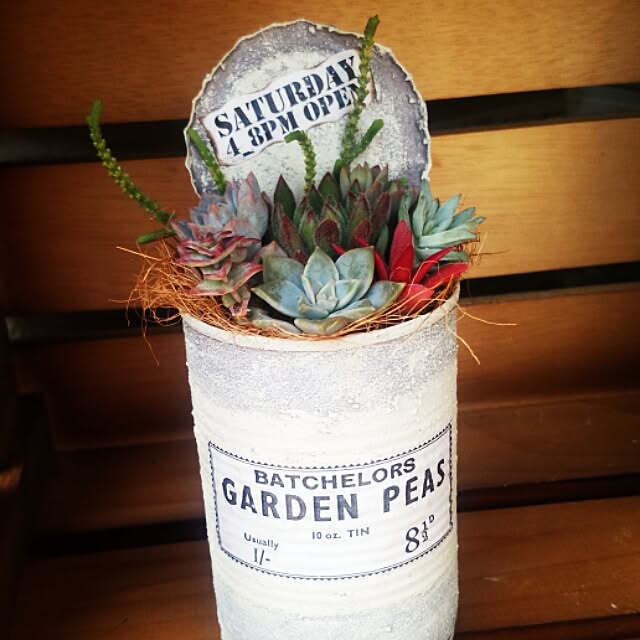 SATURDAY
4_8PM OPEN
BATCHELORS
GARDEN PEAS
10 oz. TIN
Usually
1/-
8½ᴰ